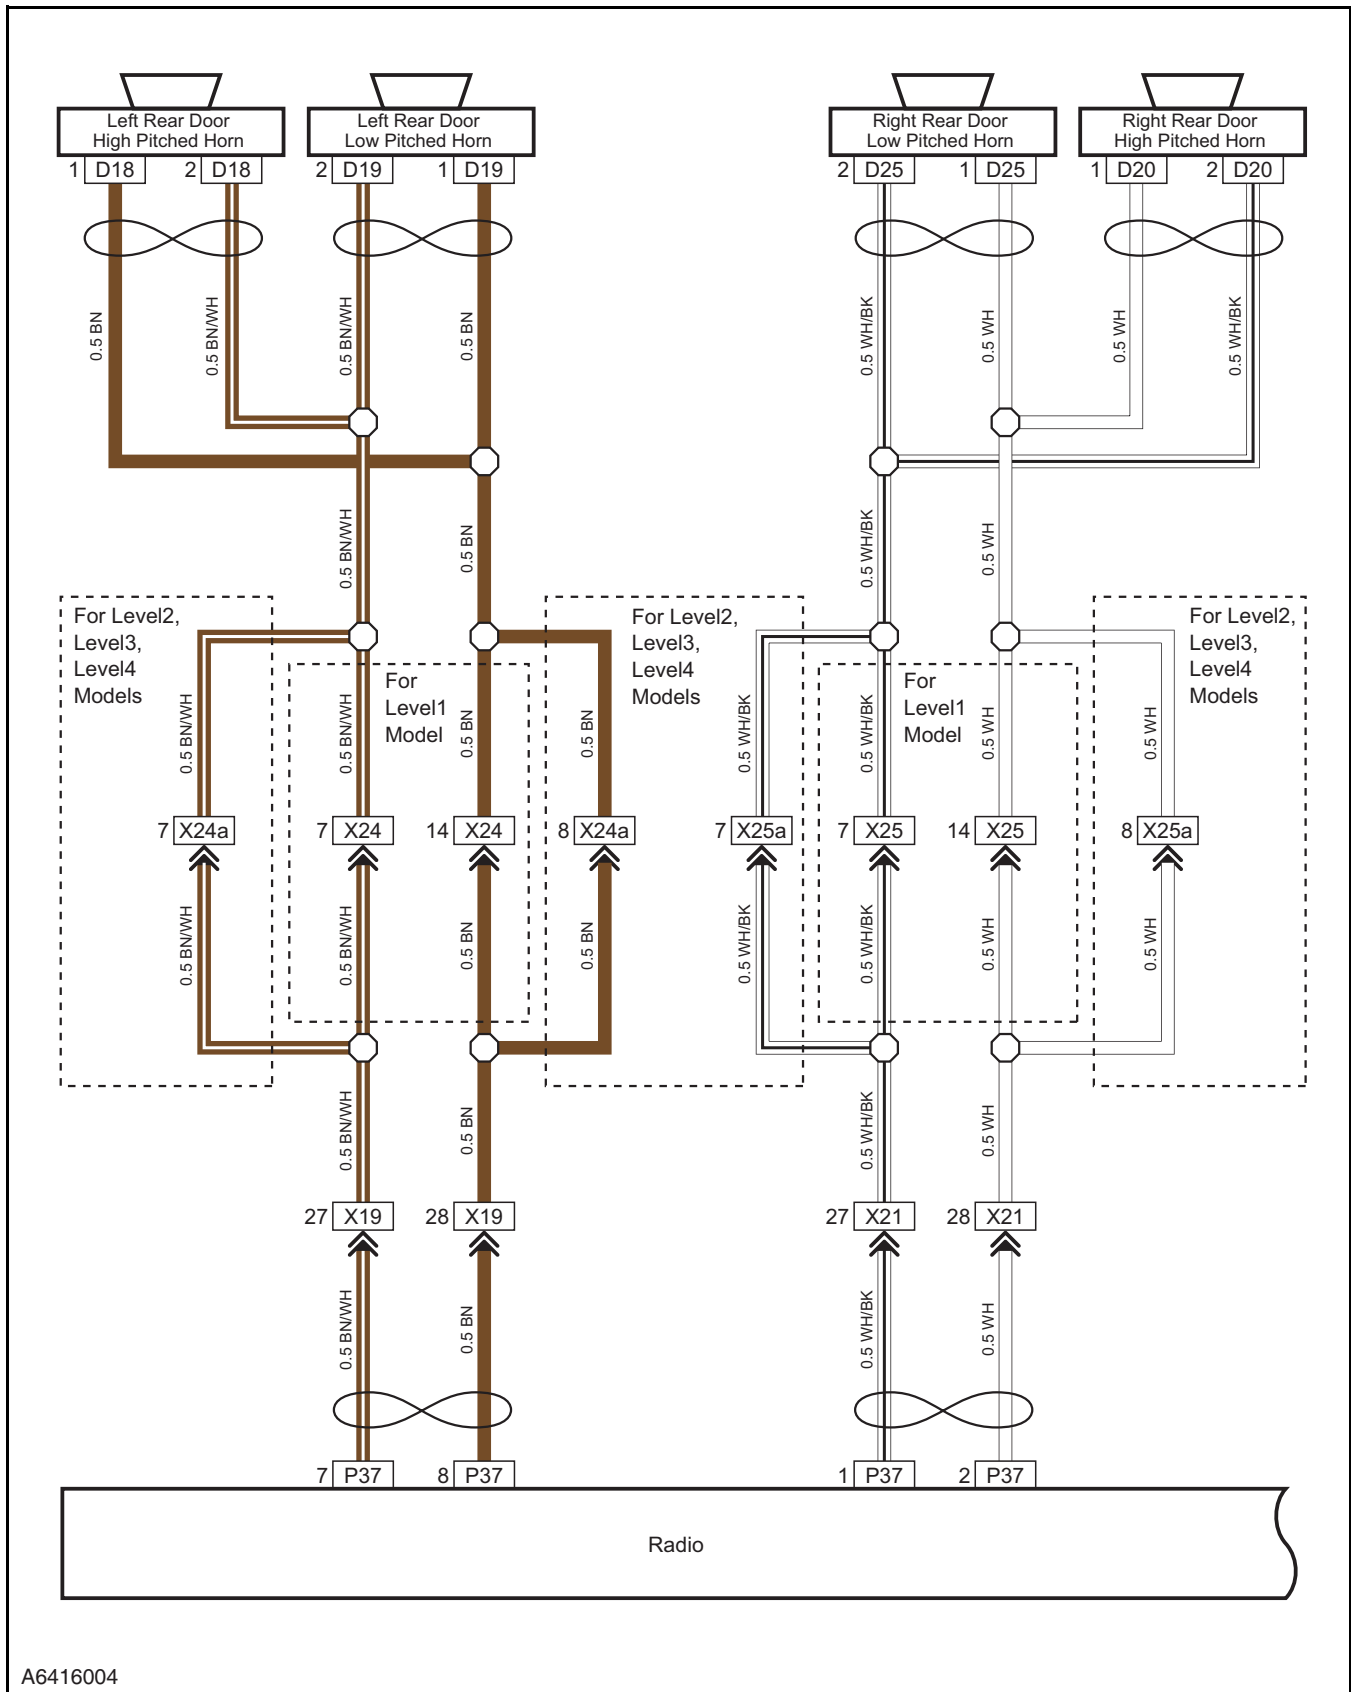 Left Rear Door
High Pitched Horn
Left Rear Door
Low Pitched Horn
Right Rear Door
Low Pitched Horn
Right Rear Door
High Pitched Horn
1 D18
2 D18
2 D19
1 D19
2 D25
1 D25
1 D20
2 D20
0.5 BN
0.5 BN/WH
0.5 BN/WH
0.5 BN
0.5 WH/BK
0.5 WH
0.5 WH
0.5 WH/BK
0.5 BN/WH
0.5 BN
0.5 WH/BK
0.5 WH
For Level2,
Level3,
Level4
Models
For
Level1
Model
For Level2,
Level3,
Level4
Models
For
Level1
Model
For Level2,
Level3,
Level4
Models
0.5 BN/WH
0.5 BN/WH
0.5 BN
0.5 BN
0.5 WH/BK
0.5 WH/BK
0.5 WH
0.5 WH
7 X24a
7 X24
14 X24
8 X24a
7 X25a
7 X25
14 X25
8 X25a
0.5 BN/WH
0.5 BN/WH
0.5 BN
0.5 BN
0.5 WH/BK
0.5 WH/BK
0.5 WH
0.5 WH
0.5 BN/WH
0.5 BN
0.5 WH/BK
0.5 WH
27 X19
28 X19
27 X21
28 X21
0.5 BN/WH
0.5 BN
0.5 WH/BK
0.5 WH
7 P37
8 P37
1 P37
2 P37
Radio
A6416004